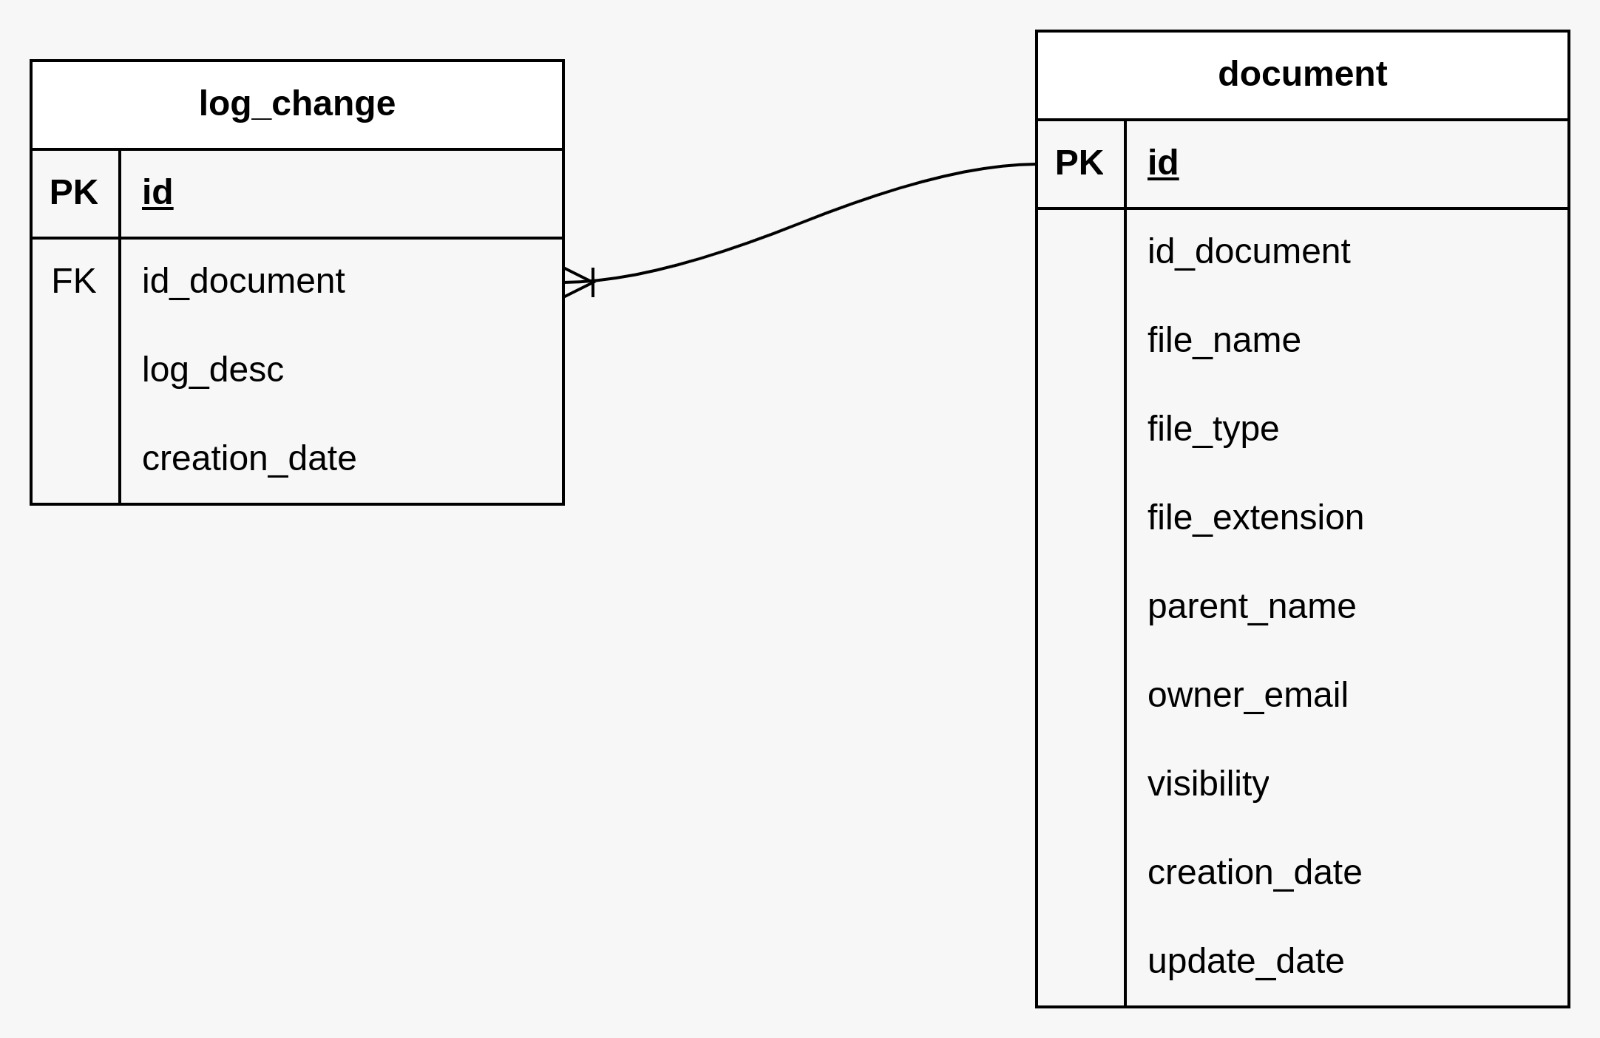 log_change
PK id
FK id_document
log_desc
creation_date
document
PK id
id_document
file_name
file_type
file_extension
parent_name
owner_email
visibility
creation_date
update_date